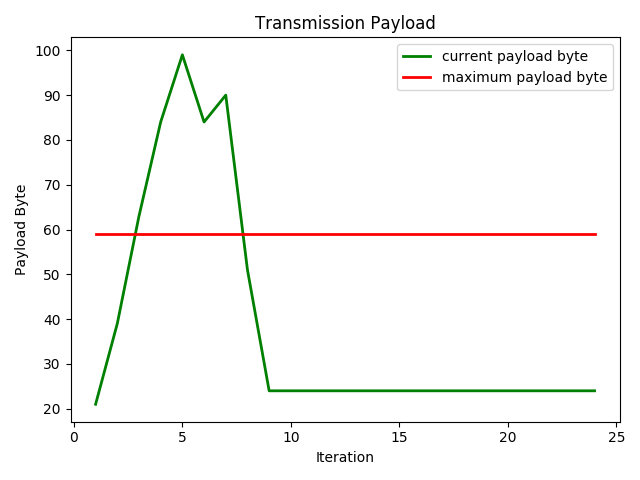 Transmission Payload
current payload byte
maximum payload byte
100
90
80
70
60
50
40
30
20
Payload Byte
0 5 10 15 20 25
Iteration